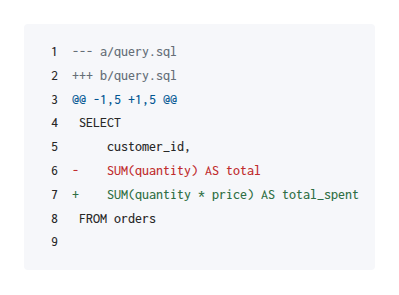 1 --- a/query.sql
2 +++ b/query.sql
3 @@ -1,5 +1,5 @@
4  SELECT
5      customer_id,
6 -    SUM(quantity) AS total
7 +    SUM(quantity * price) AS total_spent
8  FROM orders
9